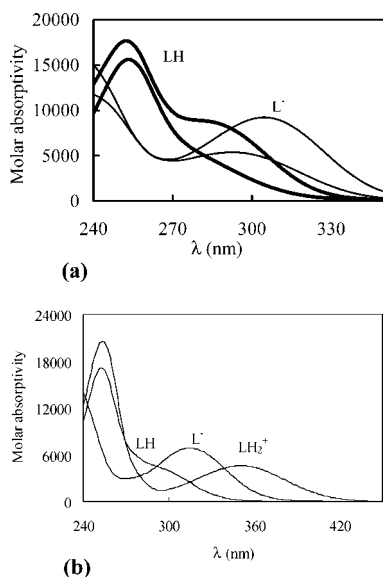 20000
15000
10000
5000
0
Molar absorptivity
LH
L⁻
240 270 300 330
λ (nm)
(a)
24000
18000
12000
6000
0
Molar absorptivity
LH
L⁻
LH₂⁺
240 300 360 420
λ (nm)
(b)